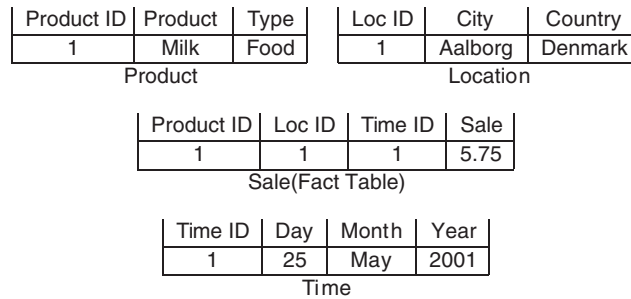 Product ID Product Type
1 Milk Food
Product
Loc ID City Country
1 Aalborg Denmark
Location
Product ID Loc ID Time ID Sale
1 1 1 5.75
Sale(Fact Table)
Time ID Day Month Year
1 25 May 2001
Time